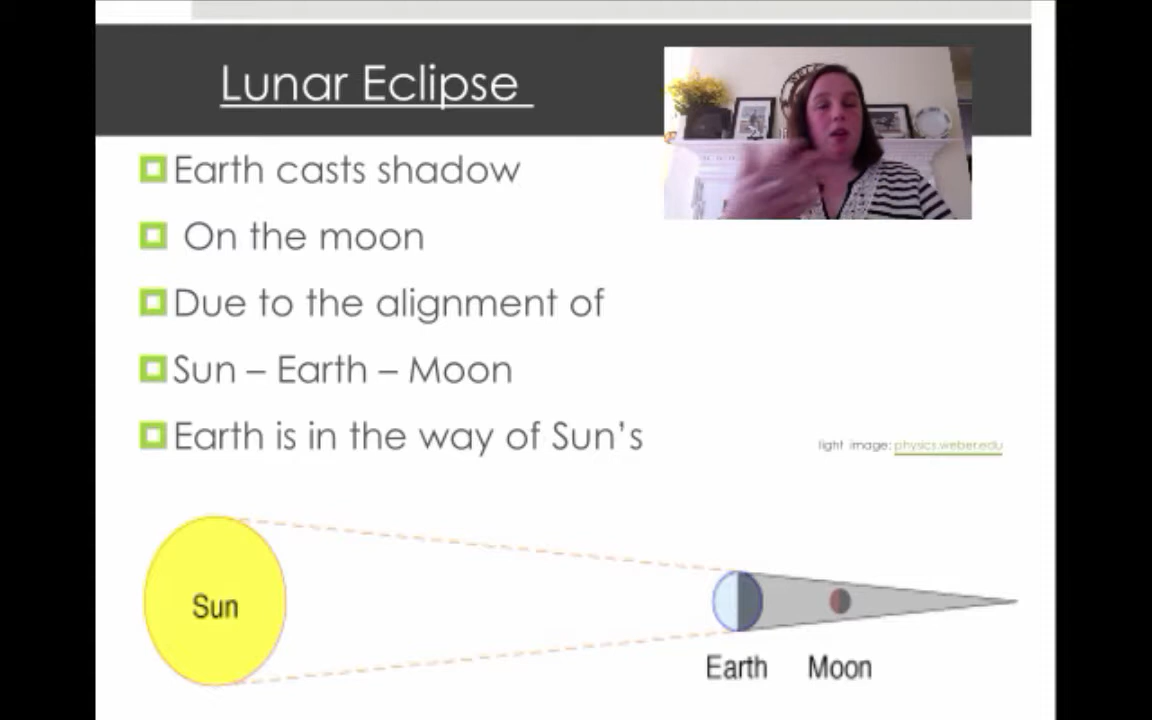 Lunar Eclipse
Earth casts shadow
On the moon
Due to the alignment of
Sun – Earth – Moon
Earth is in the way of Sun’s
light image: physics.weber.edu
Sun
Earth
Moon